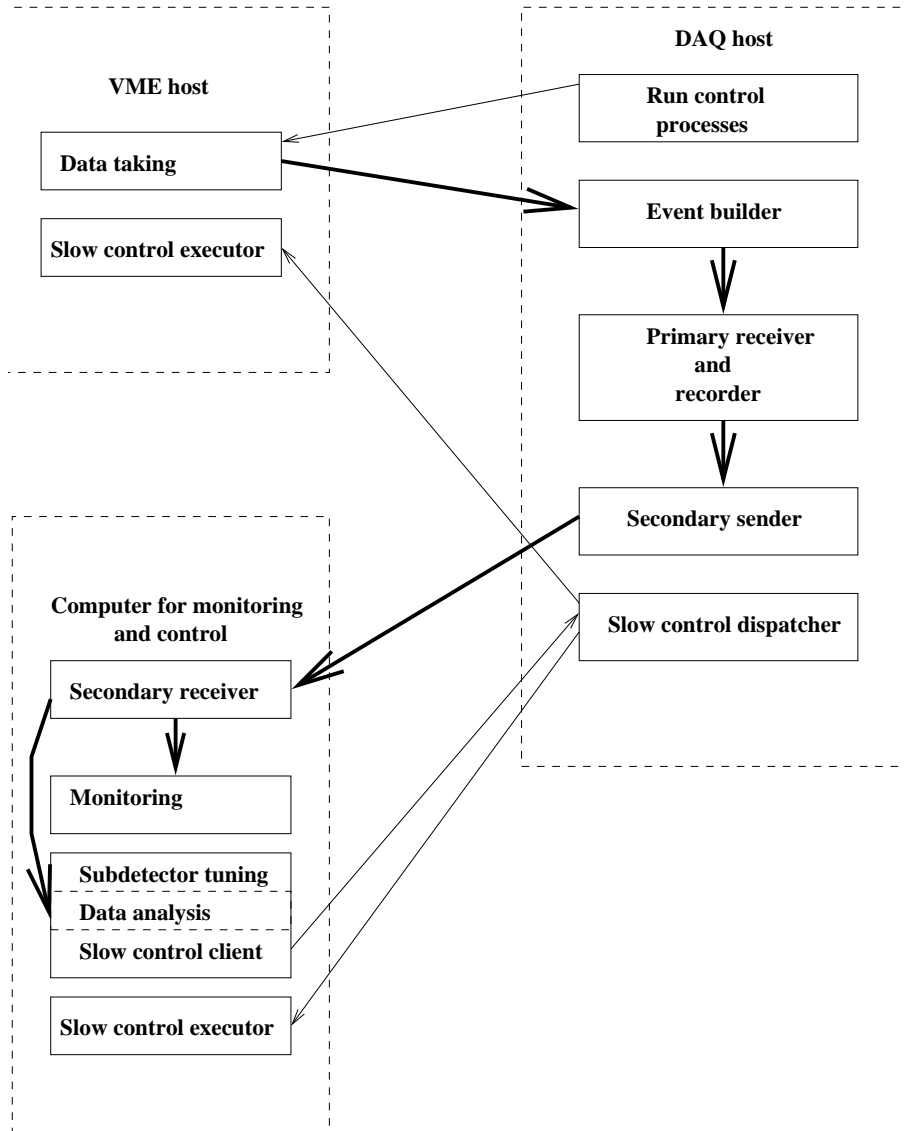 VME host
Data taking
Slow control executor
DAQ host
Run control
processes
Event builder
Primary receiver
and
recorder
Secondary sender
Slow control dispatcher
Computer for monitoring
and control
Secondary receiver
Monitoring
Subdetector tuning
Data analysis
Slow control client
Slow control executor